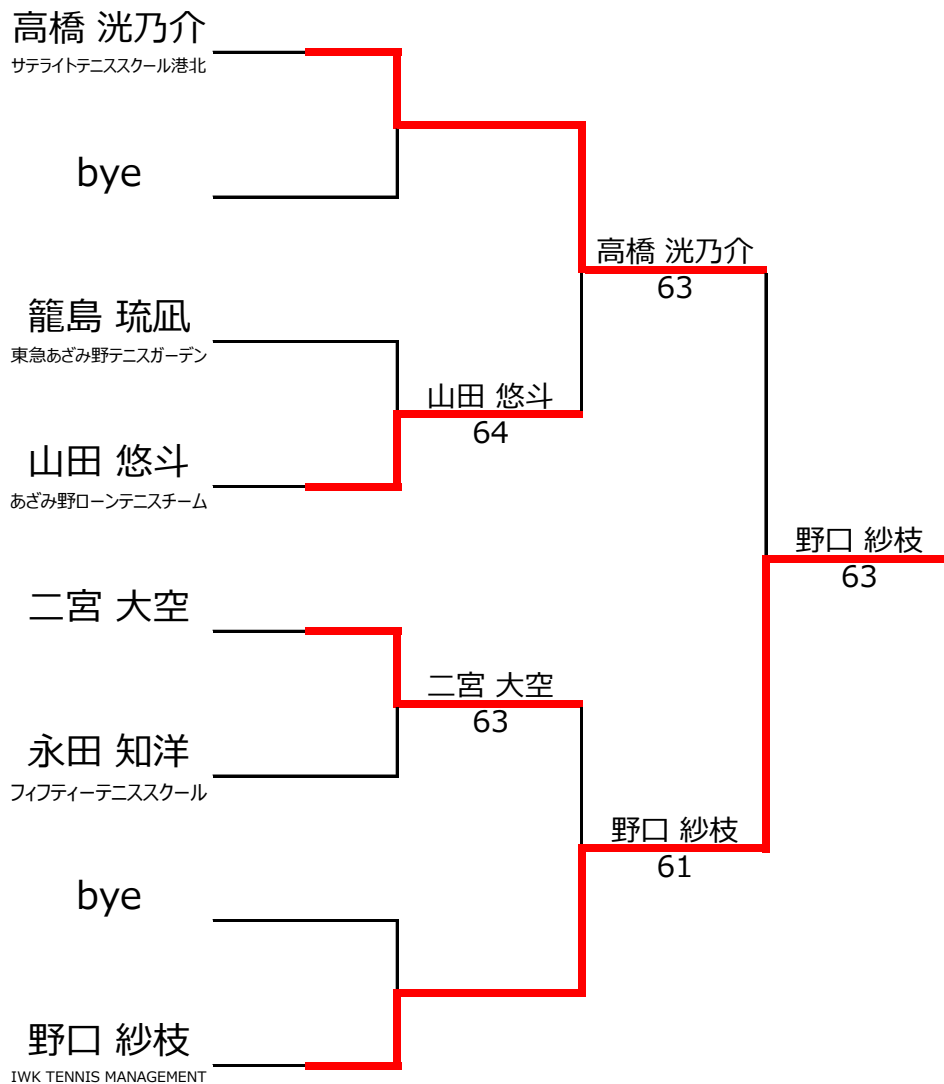 高橋 洸乃介
サテライトテニススクール港北
bye
籠島 琉凪
東急あざみ野テニスガーデン
山田 悠斗
あざみ野ローンテニスチーム
二宮 大空
永田 知洋
フィフティーテニススクール
bye
野口 紗枝
IWK TENNIS MANAGEMENT
山田 悠斗
64
二宮 大空
63
高橋 洸乃介
63
野口 紗枝
61
野口 紗枝
63